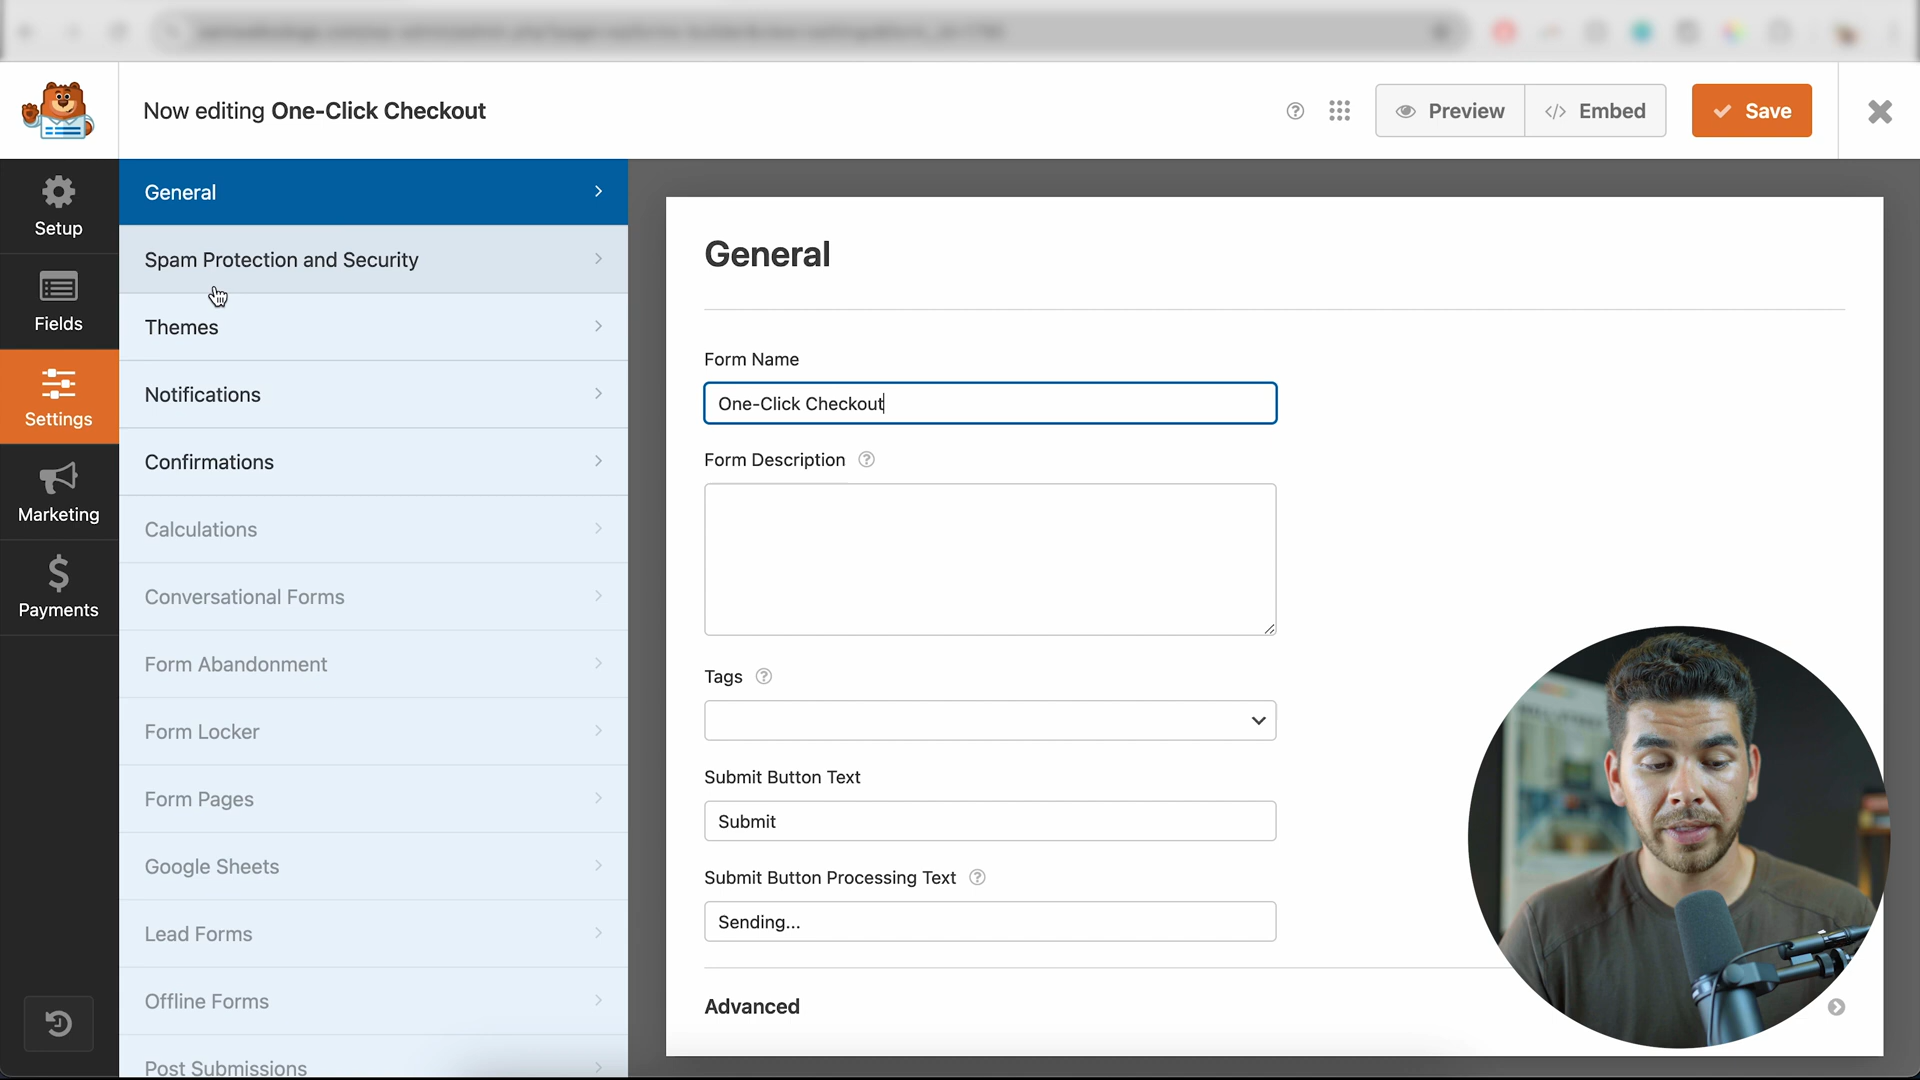 Now editing One-Click Checkout
Preview
Embed
Save
Setup
Fields
Settings
Marketing
Payments
General
Spam Protection and Security
Themes
Notifications
Confirmations
Calculations
Conversational Forms
Form Abandonment
Form Locker
Form Pages
Google Sheets
Lead Forms
Offline Forms
Post Submissions
General
Form Name
One-Click Checkout
Form Description
Tags
Submit Button Text
Submit
Submit Button Processing Text
Sending...
Advanced